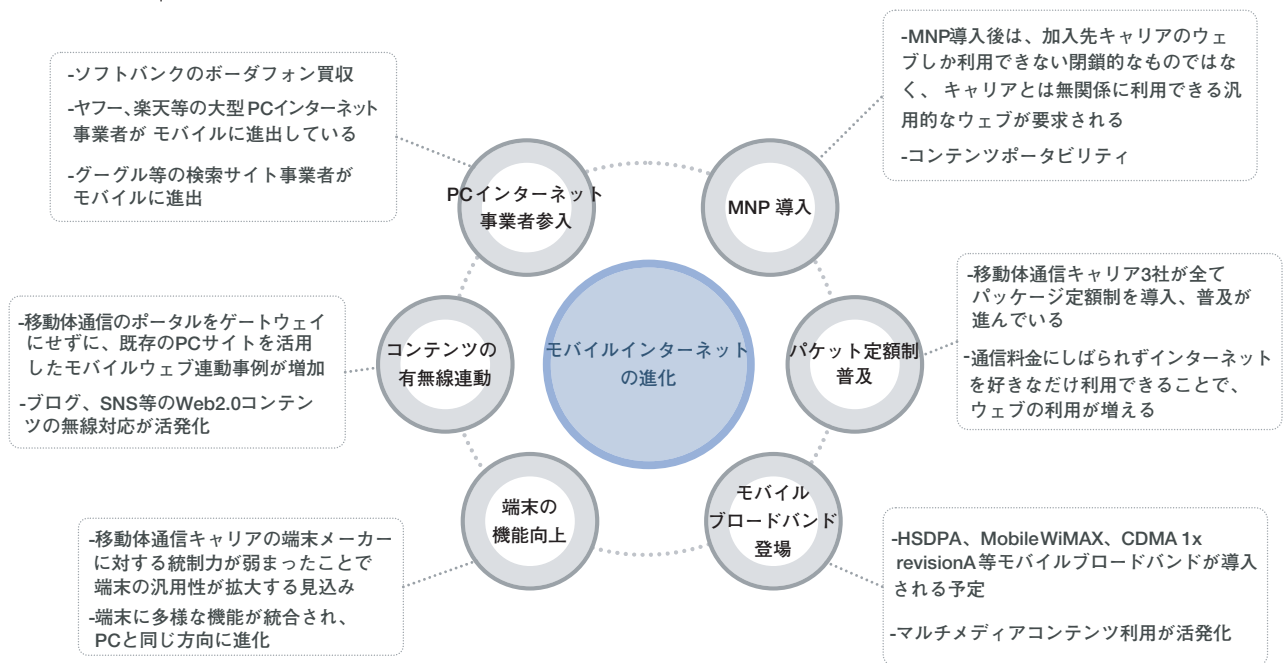 -ソフトバンクのボーダフォン買収
-ヤフー、楽天等の大型PCインターネット
事業者が モバイルに進出している
-グーグル等の検索サイト事業者が
モバイルに進出
PCインターネット
事業者参入
-MNP導入後は、加入先キャリアのウェ
ブしか利用できない閉鎖的なものではな
く、 キャリアとは無関係に利用できる汎
用的なウェブが要求される
-コンテンツポータビリティ
MNP 導入
-移動体通信のポータルをゲートウェイ
にせずに、既存のPCサイトを活用
したモバイルウェブ連動事例が増加
-ブログ、SNS等のWeb2.0コンテン
ツの無線対応が活発化
コンテンツの
有無線連動
モバイルインターネット
の進化
パケット定額制
普及
-移動体通信キャリア3社が全て
パッケージ定額制を導入、普及が
進んでいる
-通信料金にしばられずインターネット
を好きなだけ利用できることで、
ウェブの利用が増える
端末の
機能向上
-移動体通信キャリアの端末メーカー
に対する統制力が弱まったことで
端末の汎用性が拡大する見込み
-端末に多様な機能が統合され、
PCと同じ方向に進化
モバイル
ブロードバンド
登場
-HSDPA、MobileWiMAX、CDMA 1x
revisionA等モバイルブロードバンドが導入
される予定
-マルチメディアコンテンツ利用が活発化